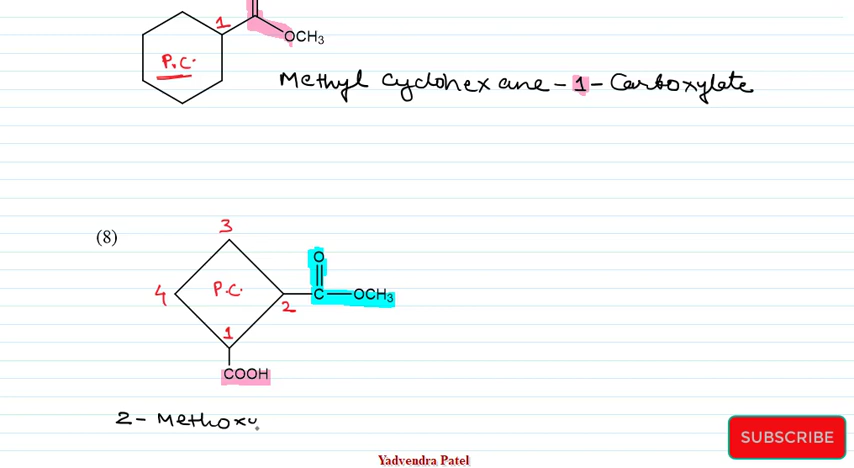 1
OCH3
P.C.
Methyl cyclohexane-1-Carboxylate
3
(8)
O
4
P.C.
C
OCH3
2
1
COOH
2-Methoxy
SUBSCRIBE
Yadvendra Patel